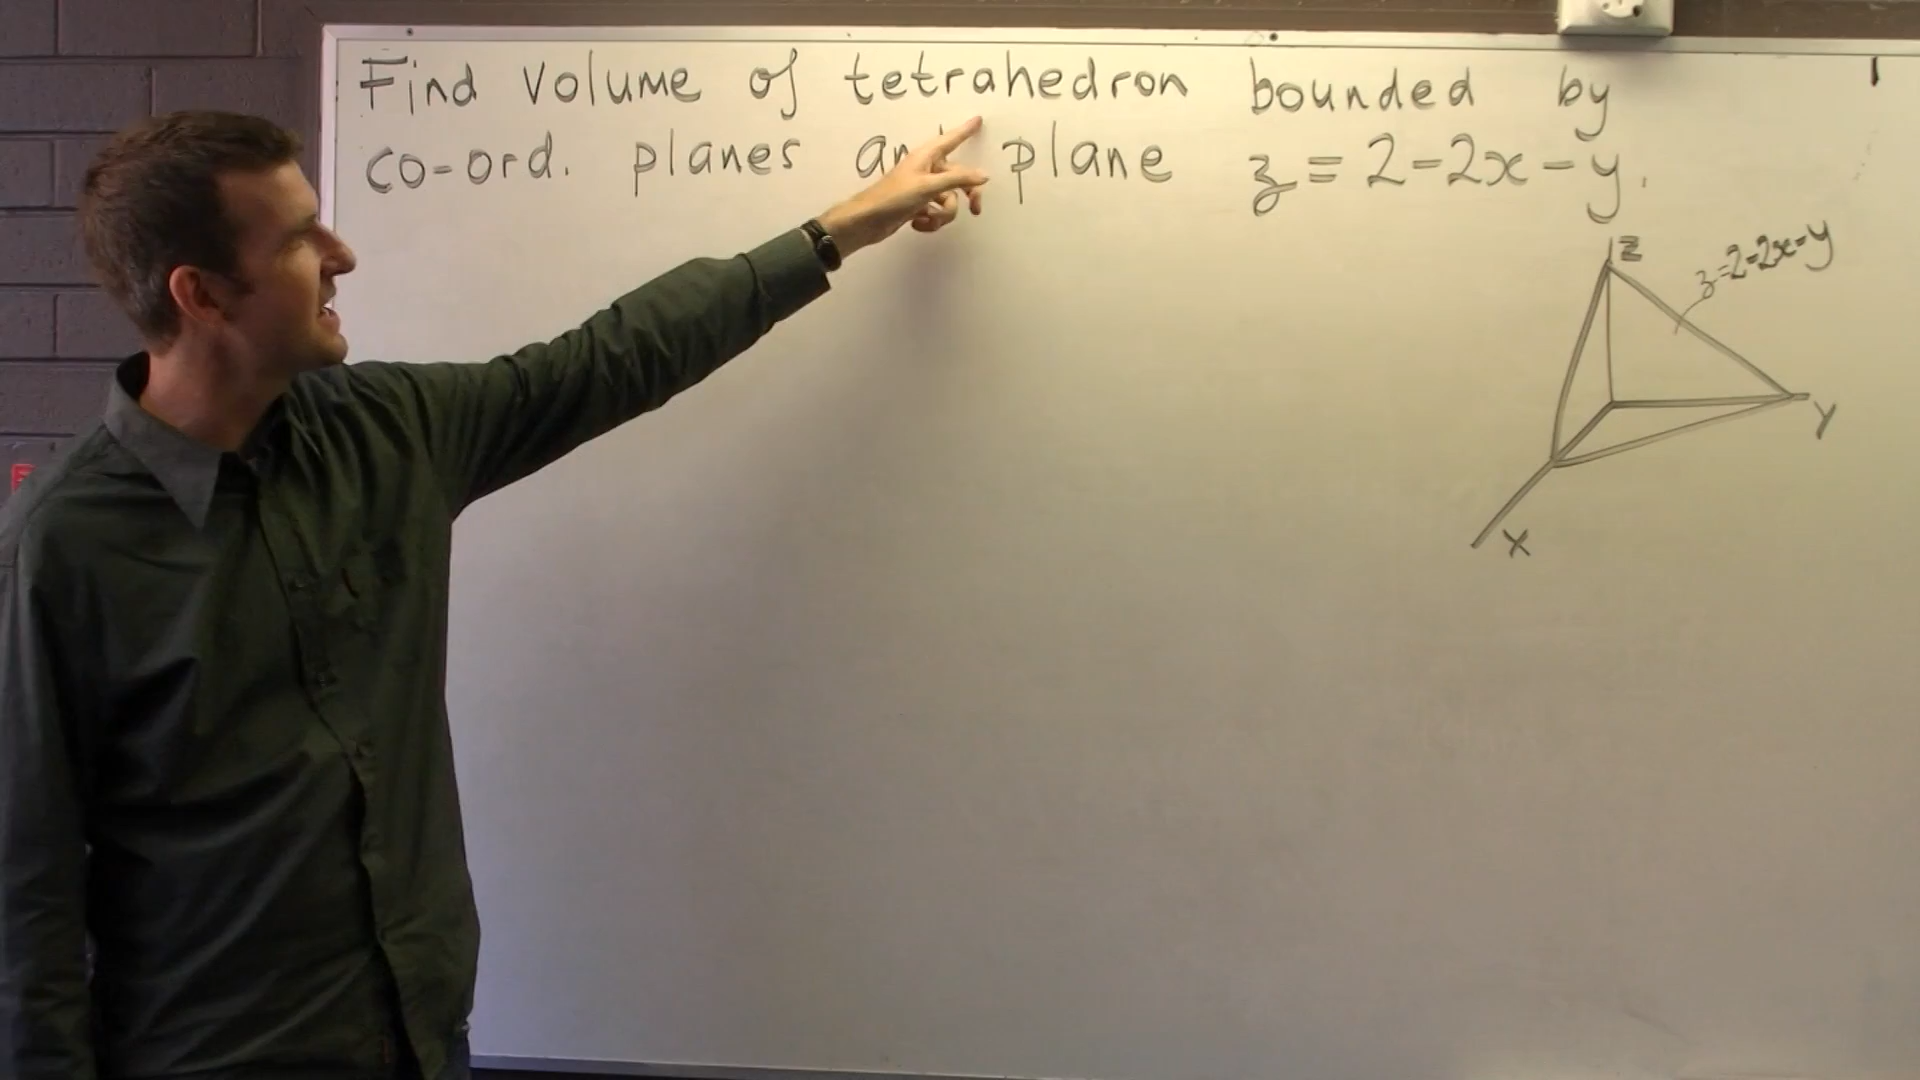 Find volume of tetrahedron bounded by
co-ord. planes and plane z = 2-2x-y.
z
z=2-2x-y
y
x